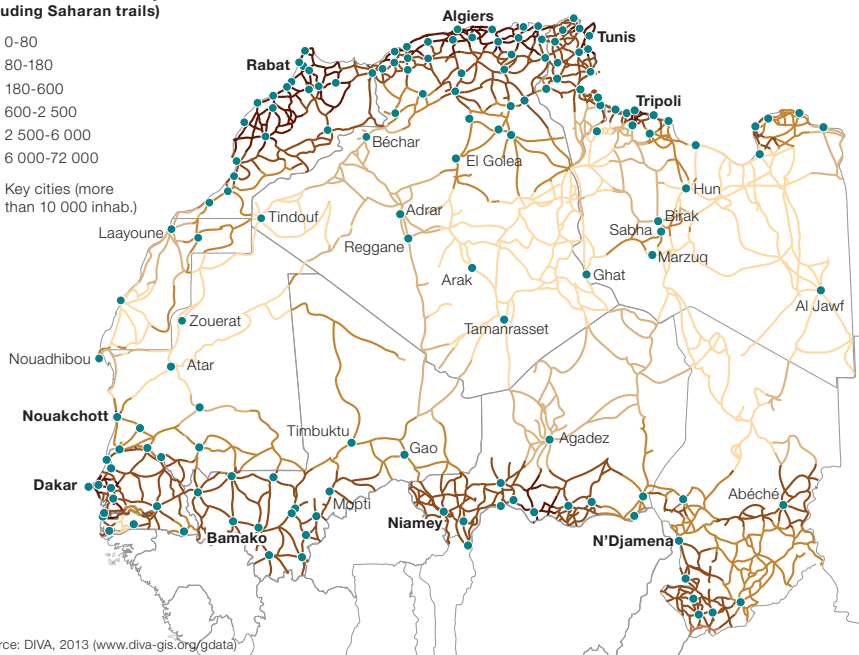 uding Saharan trails)
0-80
80-180
180-600
600-2 500
2 500-6 000
6 000-72 000
Key cities (more
than 10 000 inhab.)
Algiers
Tunis
Rabat
Tripoli
Béchar
El Golea
Hun
Adrar
Tindouf
Birak
Sabha
Laayoune
Reggane
Marzuq
Arak
Ghat
Al Jawf
Zouerat
Tamanrasset
Nouadhibou
Atar
Nouakchott
Timbuktu
Agadez
Gao
Dakar
Abéché
Mopti
Niamey
Bamako
N'Djamena
rce: DIVA, 2013 (www.diva-gis.org/gdata)